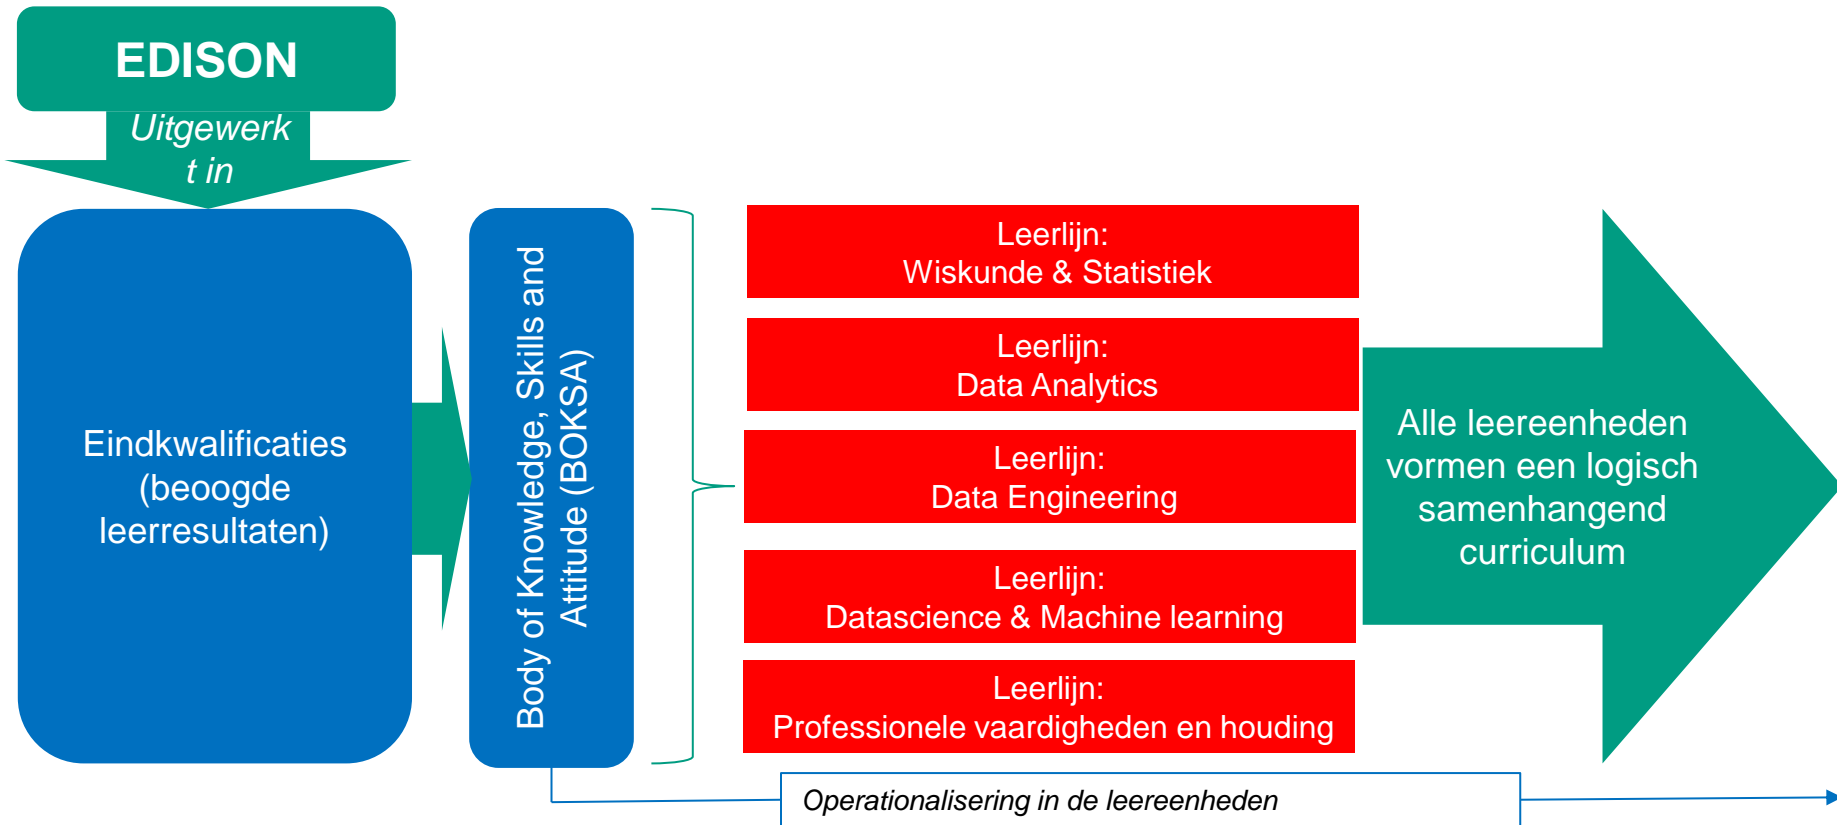 EDISON
Uitgewerk
t in
Eindkwalificaties
(beoogde
leerresultaten)
Body of Knowledge, Skills and
Attitude (BOKSA)
Leerlijn:
Wiskunde & Statistiek
Leerlijn:
Data Analytics
Leerlijn:
Data Engineering
Leerlijn:
Datascience & Machine learning
Leerlijn:
Professionele vaardigheden en houding
Alle leereenheden
vormen een logisch
samenhangend
curriculum
Operationalisering in de leereenheden